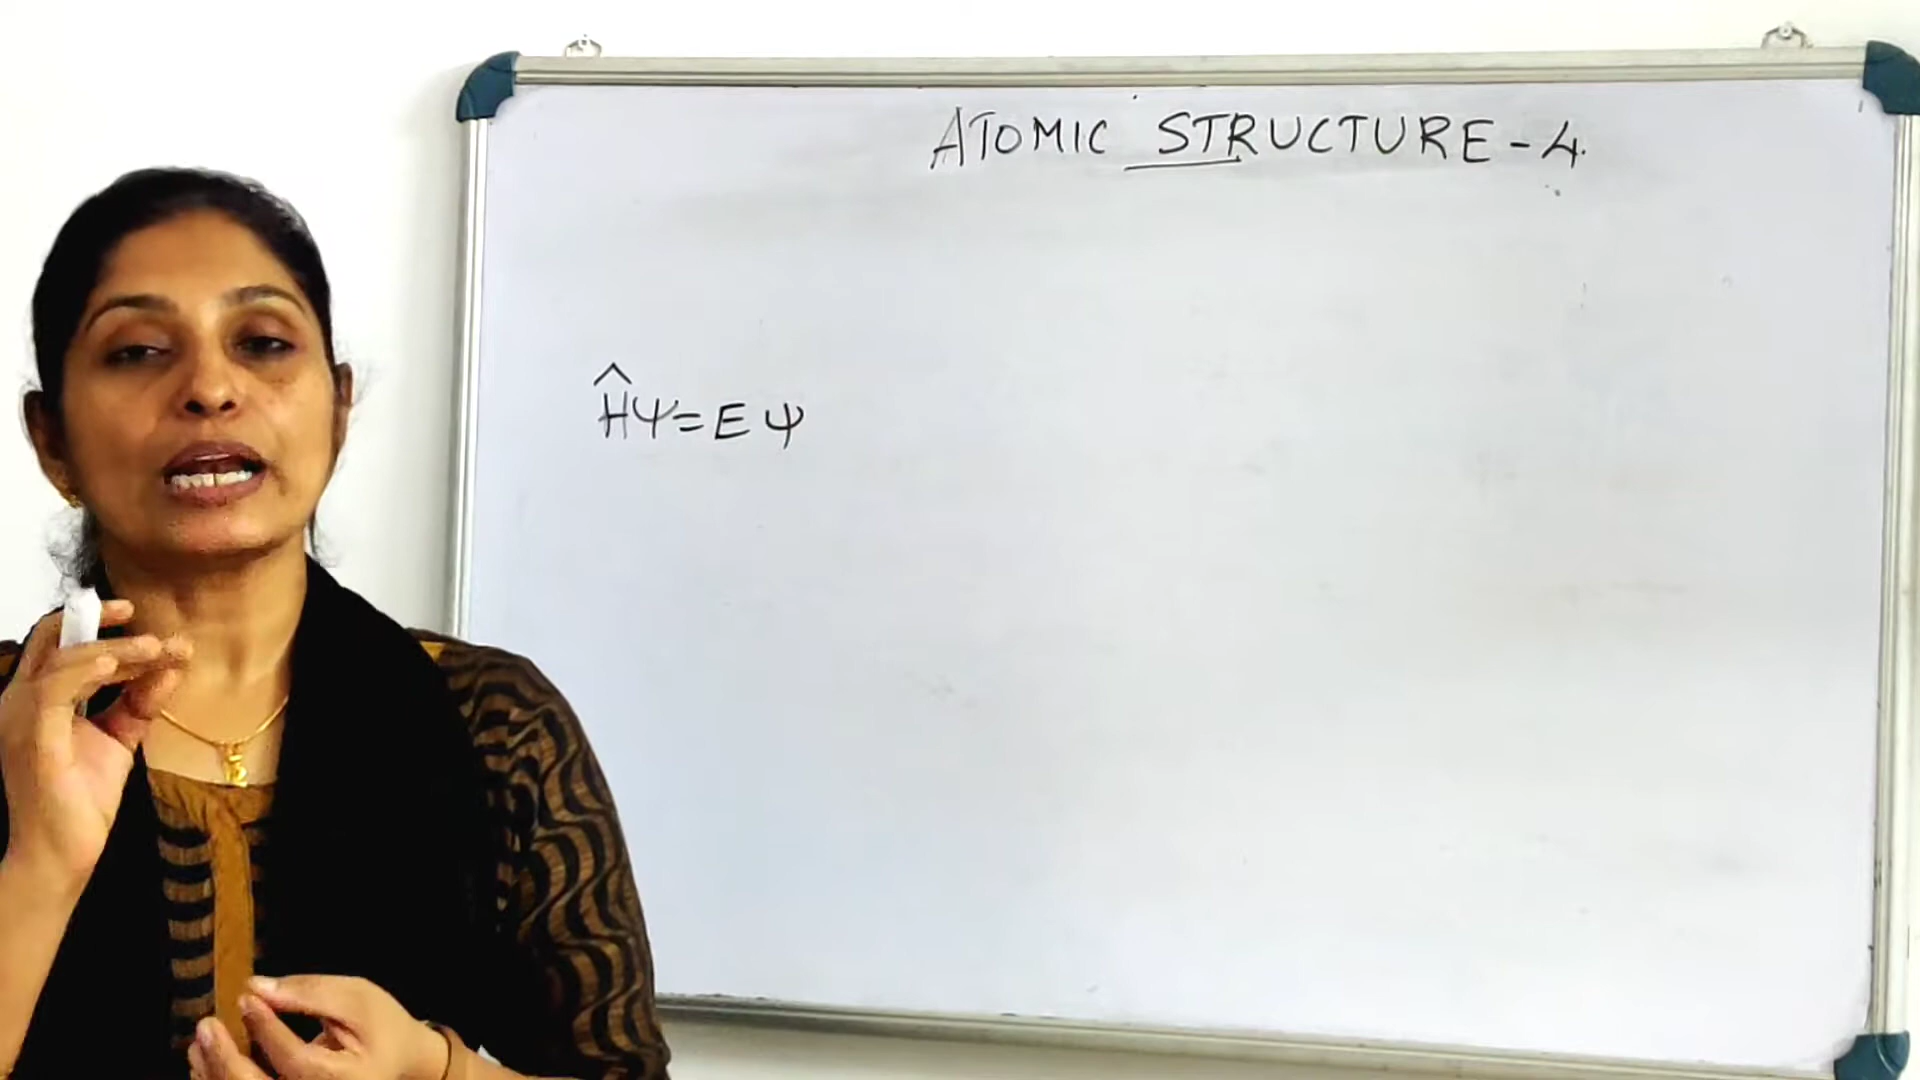 ATOMIC STRUCTURE - 4.
Ĥψ = Eψ